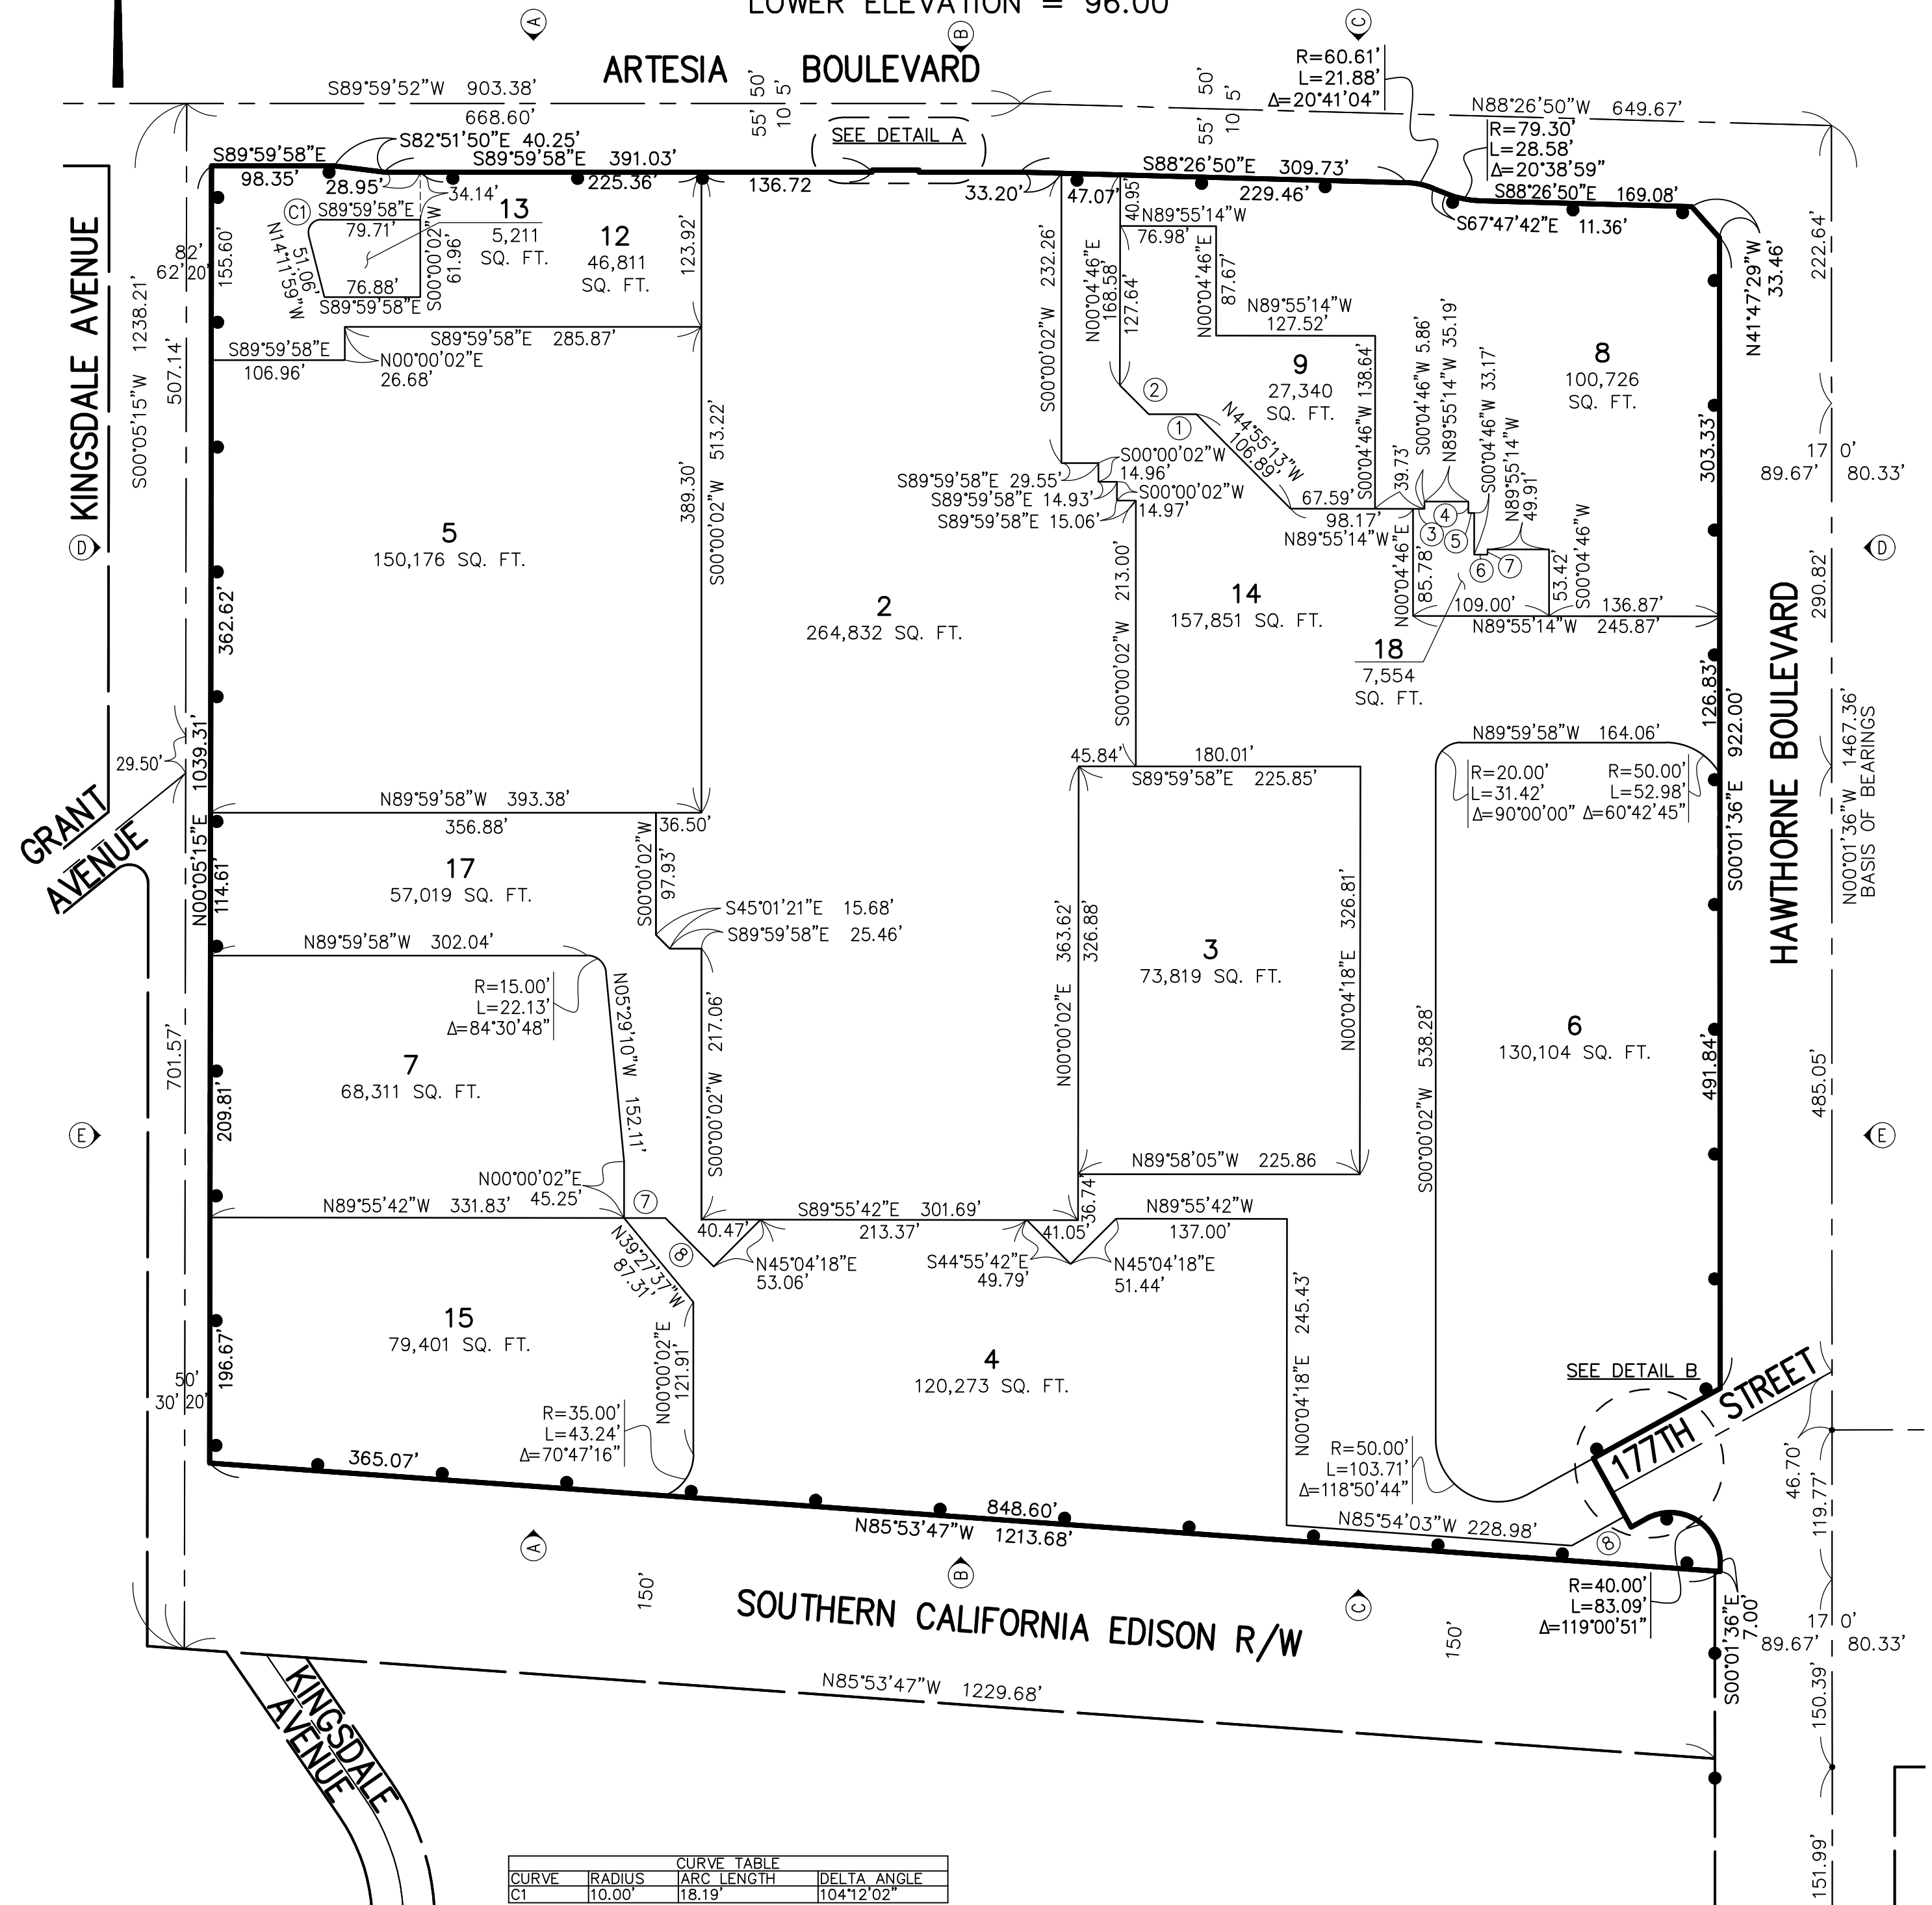 LOWER ELEVATION = 96.00
A
B
C
ARTESIA BOULEVARD
S89°59'52"W 903.38'
668.60'
55' 50'
10' 5'
55' 50'
10' 5'
R=60.61'
L=21.88'
Δ=20°41'04"
N88°26'50"W 649.67'
R=79.30'
L=28.58'
Δ=20°38'59"
S82°51'50"E 40.25'
SEE DETAIL A
S89°59'58"E
98.35'
28.95'
S89°59'58"E 391.03'
225.36'
136.72
33.20'
S88°26'50"E 309.73'
47.07'
229.46'
S88°26'50"E 169.08'
S67°47'42"E 11.36'
N41°47'29"W
33.46'
C1
S89°59'58"E
79.71'
34.14'
13
5,211
SQ. FT.
12
46,811
SQ. FT.
N14°11'59"W
51.06'
76.88'
S89°59'58"E
S00°00'02"W
61.96'
123.92'
S89°59'58"E
106.96'
S89°59'58"E 285.87'
N00°00'02"E
26.68'
KINGSDALE AVENUE
82'
62' 20'
155.60'
S00°05'15"W 1238.21'
507.14'
S00°00'02"W 232.26'
40.95'
N00°04'46"E
168.58'
127.64'
N89°55'14"W
76.98'
N00°04'46"E
87.67'
N89°55'14"W
127.52'
2
1
9
27,340
SQ. FT.
N44°55'13"W
106.89'
S00°04'46"W 138.64'
39.73'
S00°04'46"W 5.86'
N89°55'14"W 35.19'
S00°04'46"W 33.17'
N89°55'14"W
49.91'
8
100,726
SQ. FT.
222.64'
303.33'
17 0'
89.67' 80.33'
S89°59'58"E 29.55'
S00°00'02"W
14.96'
S89°59'58"E 14.93'
S00°00'02"W
14.97'
S89°59'58"E 15.06'
67.59'
98.17'
N89°55'14"W
3
4
5
6
7
N00°04'46"E
85.78'
53.42'
S00°04'46"W
109.00'
136.87'
N89°55'14"W 245.87'
D
D
5
150,176 SQ. FT.
389.30'
S00°00'02"W 513.22'
2
264,832 SQ. FT.
S00°00'02"W 213.00'
14
157,851 SQ. FT.
18
7,554
SQ. FT.
362.62'
HAWTHORNE BOULEVARD
290.82'
126.83'
S00°01'36"E 922.00'
N00°01'36"W 1467.36'
BASIS OF BEARINGS
29.50'
N00°05'15"E 1039.31'
GRANT
AVENUE
45.84'
180.01'
S89°59'58"E 225.85'
N89°59'58"W 164.06'
R=20.00'
L=31.42'
Δ=90°00'00"
R=50.00'
L=52.98'
Δ=60°42'45"
N89°59'58"W 393.38'
356.88'
36.50'
114.61'
17
57,019 SQ. FT.
S00°00'02"W
97.93'
S45°01'21"E 15.68'
S89°59'58"E 25.46'
N89°59'58"W 302.04'
R=15.00'
L=22.13'
Δ=84°30'48"
N05°29'10"W 152.11'
7
68,311 SQ. FT.
S00°00'02"W 217.06'
N00°00'02"E 363.62'
326.88'
3
73,819 SQ. FT.
N00°04'18"E 326.81'
S00°00'02"W 538.28'
6
130,104 SQ. FT.
491.84'
485.05'
701.57'
209.81'
E
E
N00°00'02"E
45.25'
N89°58'05"W 225.86
N89°55'42"W 331.83'
7
8
40.47'
S89°55'42"E 301.69'
213.37'
41.05'
36.74'
N89°55'42"W
137.00'
N39°27'37"W
87.31'
N45°04'18"E
53.06'
S44°55'42"E
49.79'
N45°04'18"E
51.44'
15
79,401 SQ. FT.
196.67'
50'
30' 20'
N00°00'02"E
121.91'
4
120,273 SQ. FT.
N00°04'18"E 245.43'
SEE DETAIL B
177TH STREET
R=35.00'
L=43.24'
Δ=70°47'16"
R=50.00'
L=103.71'
Δ=118°50'44"
46.70'
119.77'
365.07'
848.60'
N85°53'47"W 1213.68'
N85°54'03"W 228.98'
8
R=40.00'
L=83.09'
Δ=119°00'51"
S00°01'36"E
7.00'
17 0'
89.67' 80.33'
A
B
C
150'
150'
SOUTHERN CALIFORNIA EDISON R/W
N85°53'47"W 1229.68'
KINGSDALE
AVENUE
150.39'
151.99'
CURVE TABLE
CURVE RADIUS ARC LENGTH DELTA ANGLE
C1 10.00' 18.19' 104°12'02"